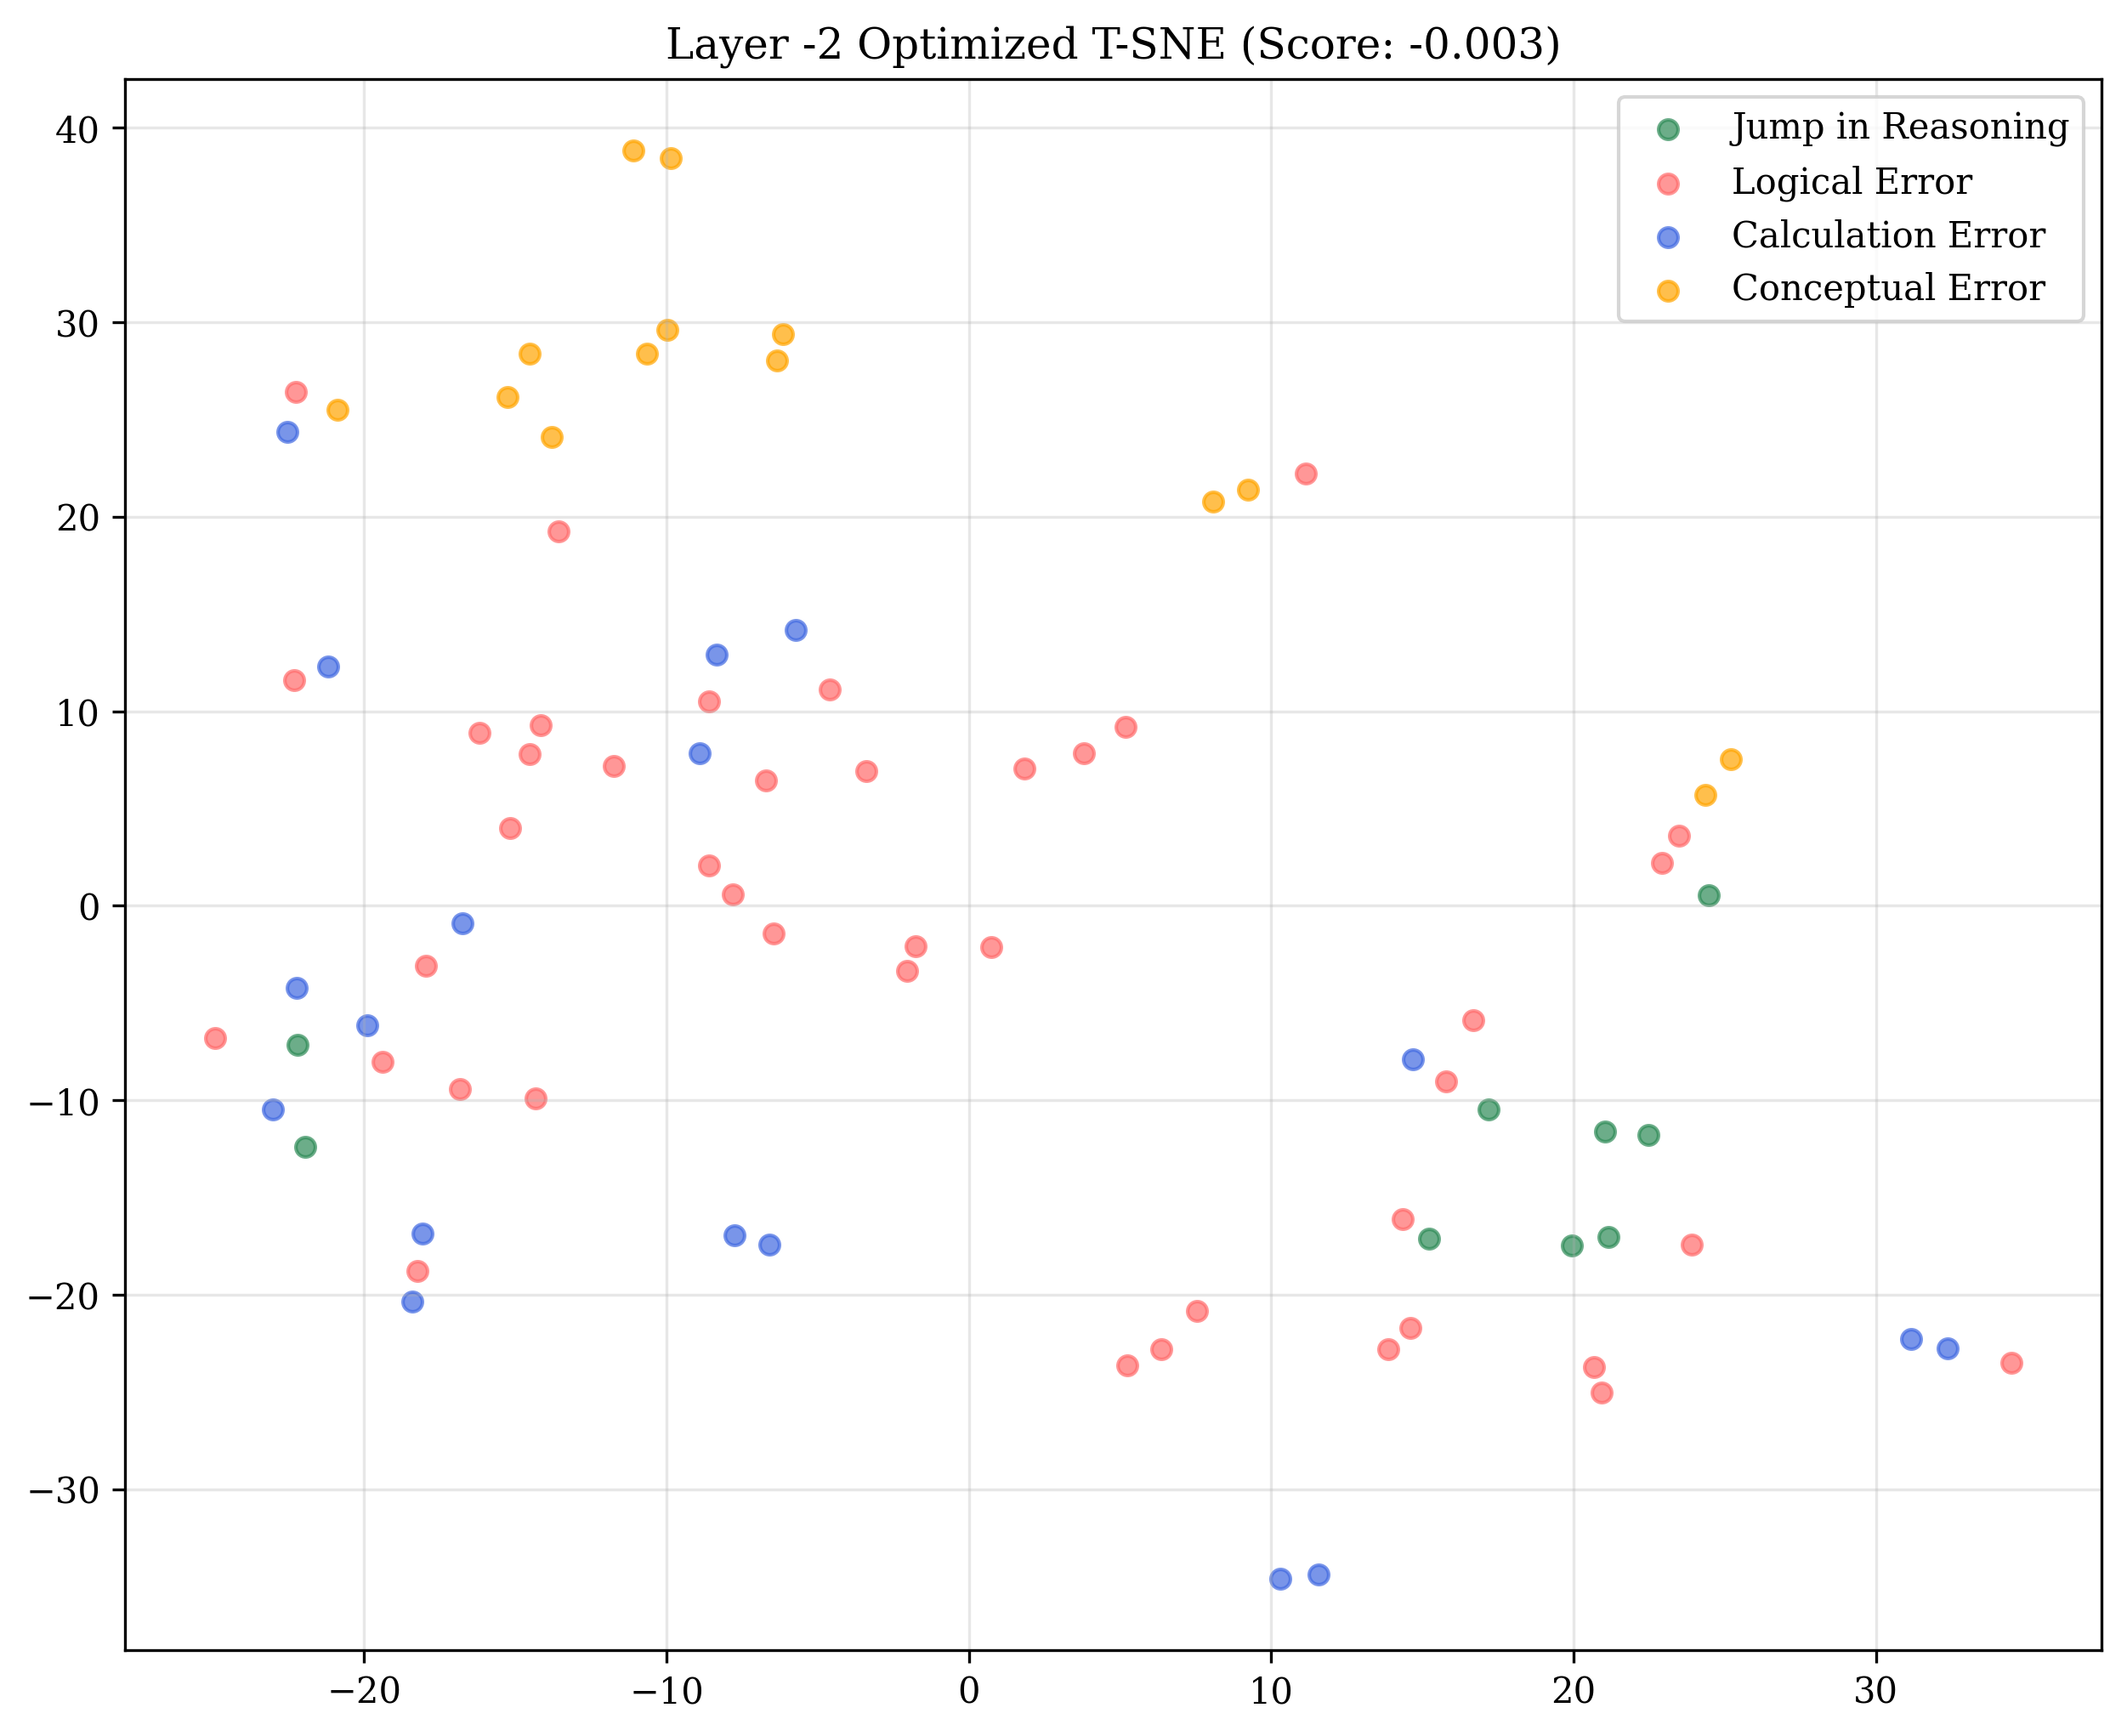 Layer -2 Optimized T-SNE (Score: -0.003)
Jump in Reasoning
Logical Error
Calculation Error
Conceptual Error
40
30
20
10
0
−10
−20
−30
−20 −10 0 10 20 30